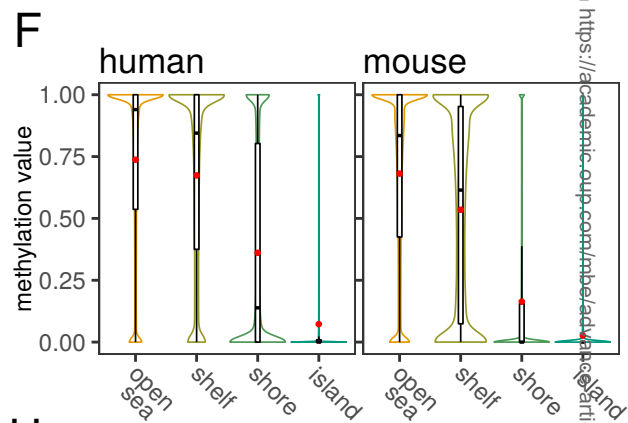 F
human
mouse
1.00
0.75
0.50
0.25
0.00
methylation value
open
sea
shelf
shore
island
open
sea
shelf
shore
island
https://academic.oup.com/mbe/advance-arti